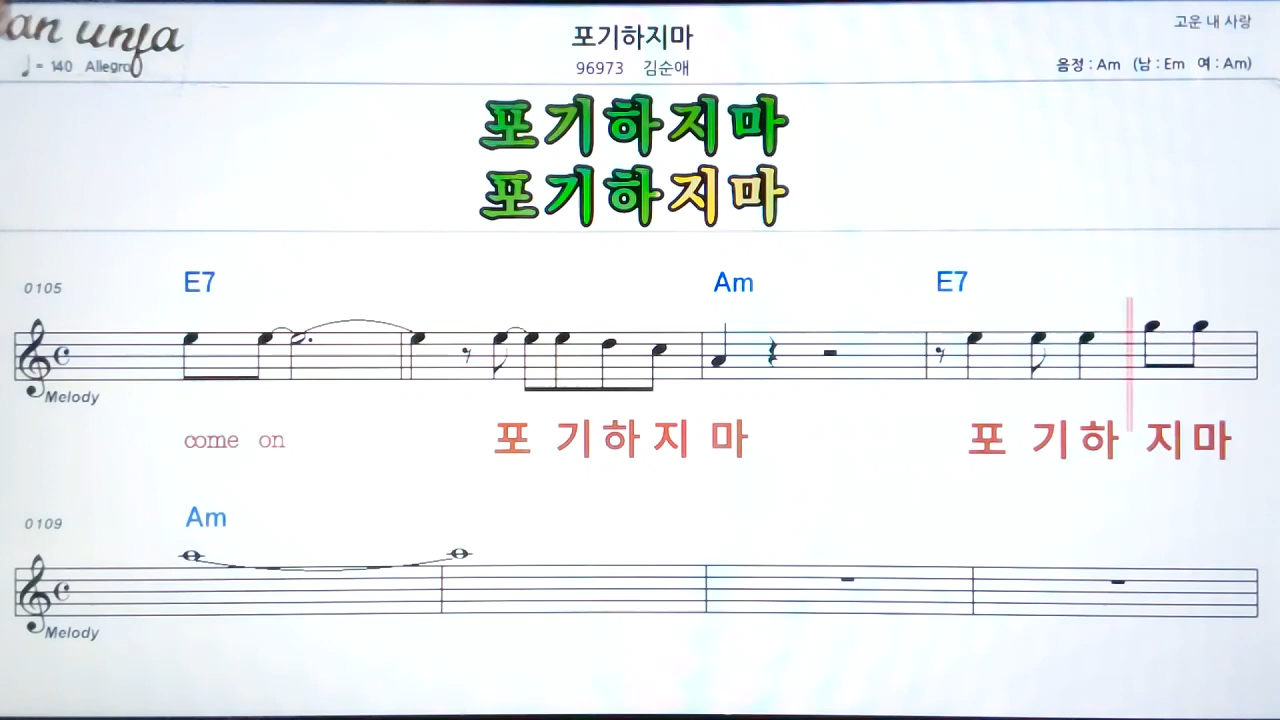 an unfa
♩ = 140 Allegro
포기하지마
96973 김순애
고운 내 사랑
음정 : Am (남 : Em 여 : Am)
포기하지마
포기하지마
0105
E7 Am E7
Melody
come on 포 기하지 마 포 기하 지마
0109
Am
Melody